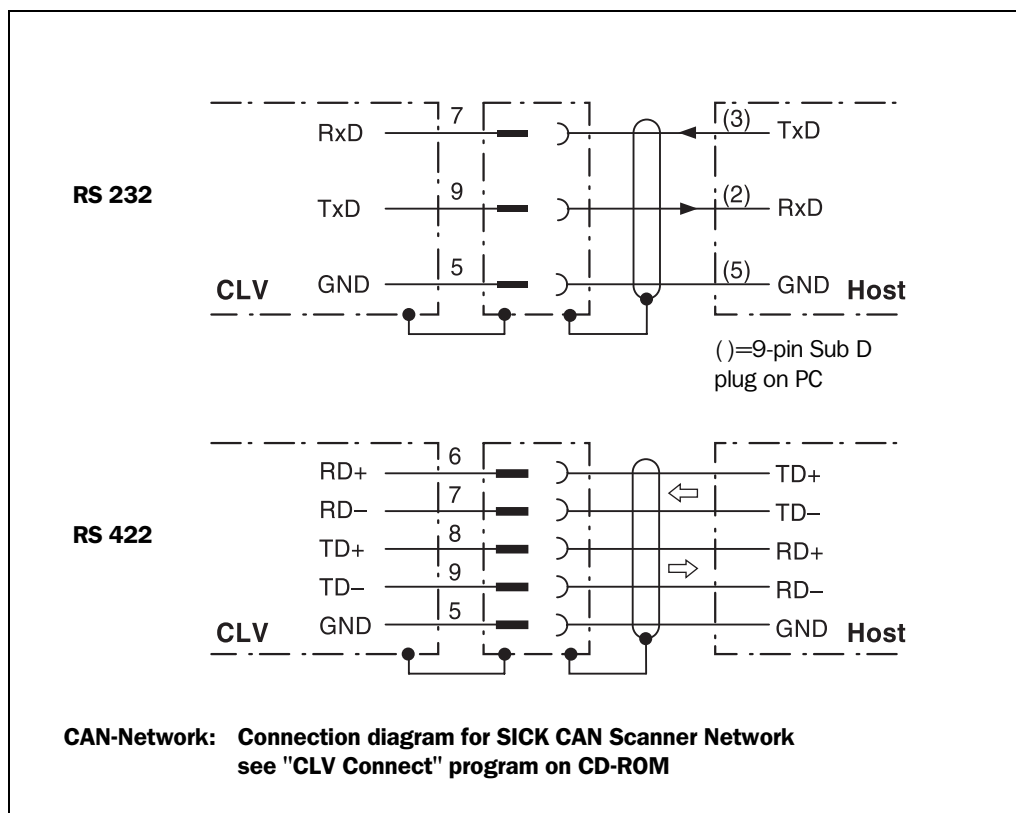 RS 232
RxD 7 (3) TxD
TxD 9 (2) RxD
CLV GND 5 (5) GND Host
( )=9-pin Sub D
plug on PC
RS 422
RD+ 6 TD+
RD– 7 TD–
TD+ 8 RD+
TD– 9 RD–
CLV GND 5 GND Host
CAN-Network: Connection diagram for SICK CAN Scanner Network
see "CLV Connect" program on CD-ROM